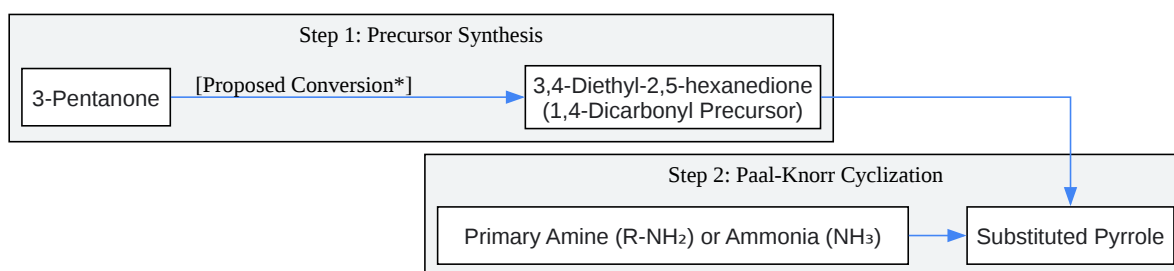 Step 1: Precursor Synthesis
3-Pentanone
[Proposed Conversion*]
3,4-Diethyl-2,5-hexanedione
(1,4-Dicarbonyl Precursor)
Step 2: Paal-Knorr Cyclization
Primary Amine (R-NH₂) or Ammonia (NH₃)
Substituted Pyrrole